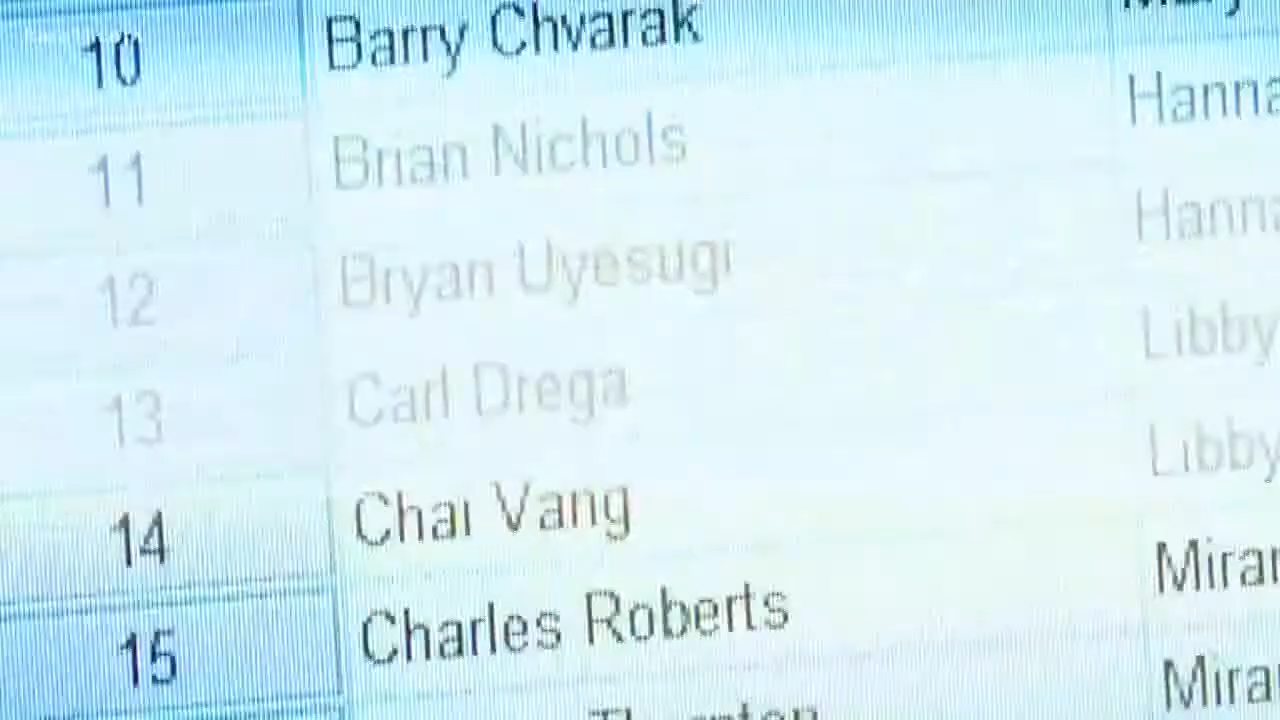 10 Barry Chvarak
11 Brian Nichols Hanna
12 Bryan Uyesugi Hanna
13 Carl Drega Libby
14 Chai Vang Libby
15 Charles Roberts Miran
Mira